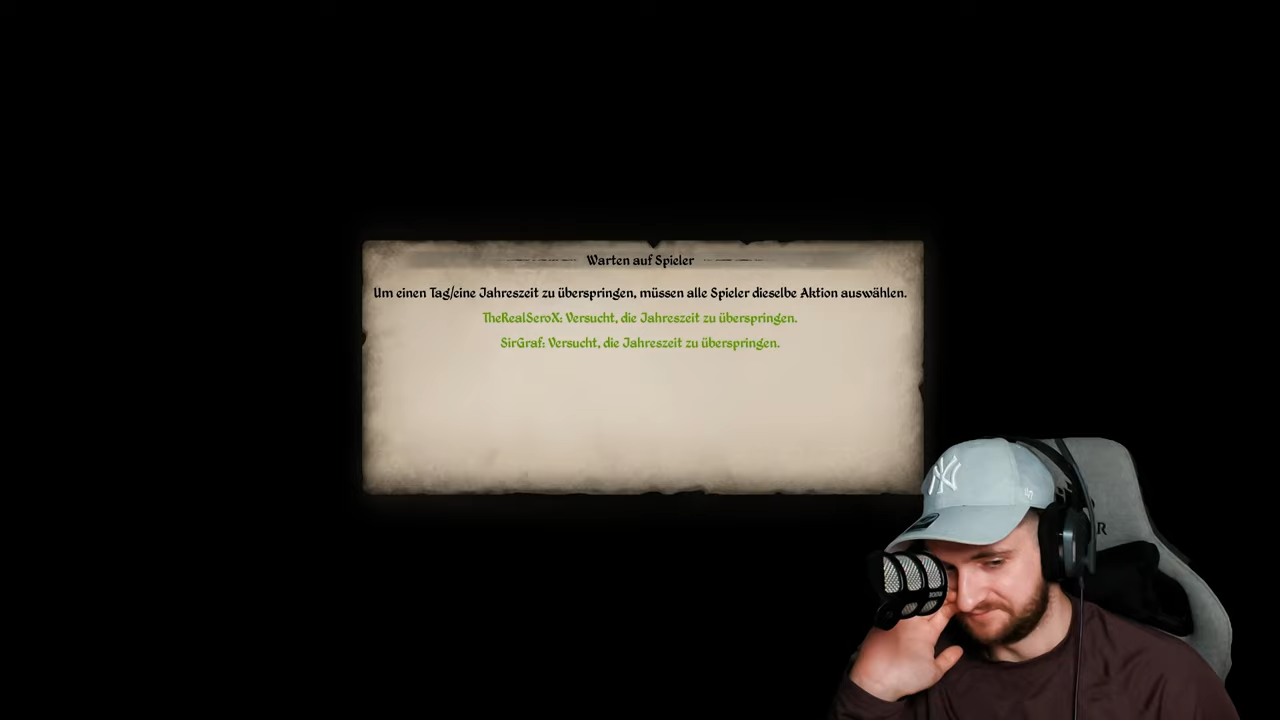 Warten auf Spieler
Um einen Tag/eine Jahreszeit zu überspringen, müssen alle Spieler dieselbe Aktion auswählen.
TheRealSeroX: Versucht, die Jahreszeit zu überspringen.
SirGraf: Versucht, die Jahreszeit zu überspringen.
NY
R